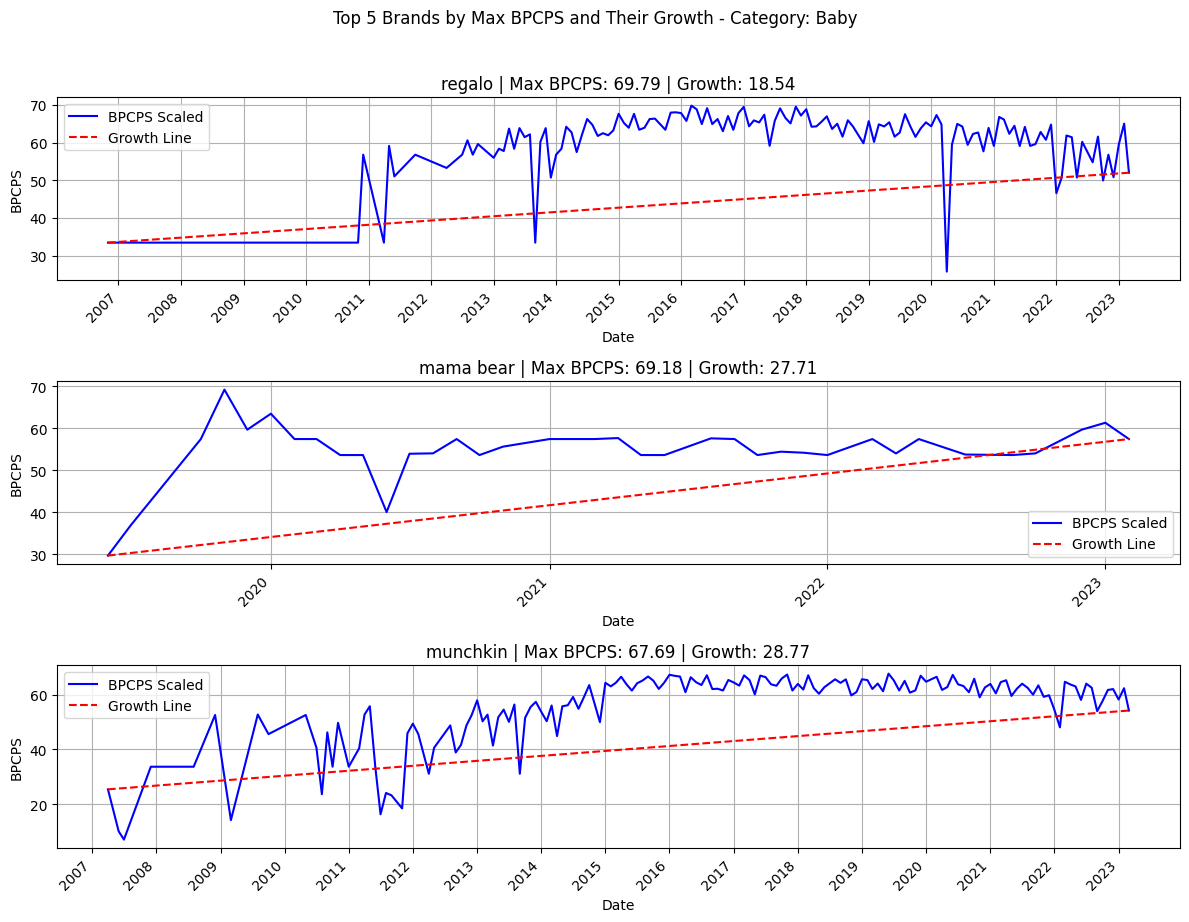 Top 5 Brands by Max BPCPS and Their Growth - Category: Baby
regalo | Max BPCPS: 69.79 | Growth: 18.54
BPCPS Scaled
Growth Line
BPCPS
70
60
50
40
30
2007 2008 2009 2010 2011 2012 2013 2014 2015 2016 2017 2018 2019 2020 2021 2022 2023
Date
mama bear | Max BPCPS: 69.18 | Growth: 27.71
BPCPS
70
60
50
40
30
BPCPS Scaled
Growth Line
2020 2021 2022 2023
Date
munchkin | Max BPCPS: 67.69 | Growth: 28.77
BPCPS Scaled
Growth Line
BPCPS
60
40
20
2007 2008 2009 2010 2011 2012 2013 2014 2015 2016 2017 2018 2019 2020 2021 2022 2023
Date